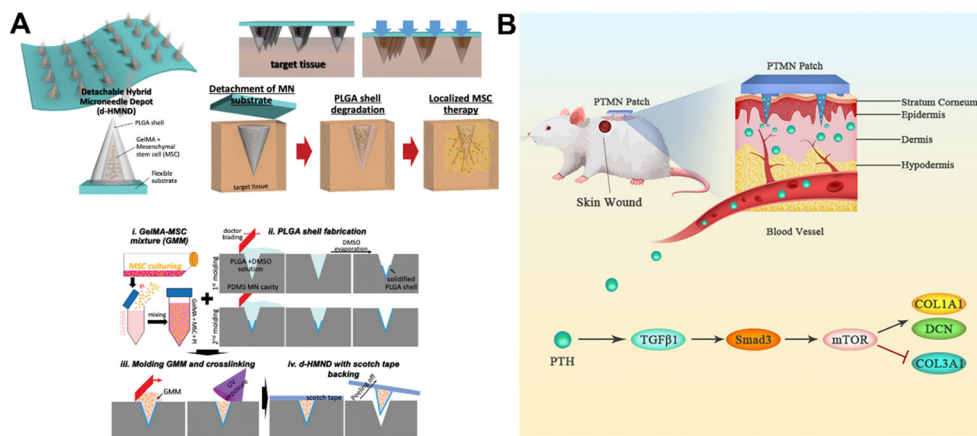 A
Detachable Hybrid
Microneedle Depot
(d-HMND)
PLGA shell
GelMA +
Mesenchymal
stem cell (MSC)
Flexible
substrate
target tissue
Detachment of MN
substrate
PLGA shell
degradation
Localized MSC
therapy
target tissue
i. GelMA-MSC
mixture (GMM)
MSC culturing
PI
GelMA
mixing
GelMA + MSC + PI
doctor
blading
ii. PLGA shell fabrication
DMSO
evaporation
PLGA +DMSO
solution
PDMS MN cavity
solidified
PLGA shell
1st molding
2nd molding
iii. Molding GMM and crosslinking
GMM
UV
exposure
iv. d-HMND with scotch tape
backing
scotch tape
Peeling off
B
PTMN Patch
PTMN Patch
Skin Wound
Stratum Corneum
Epidermis
Dermis
Hypodermis
Blood Vessel
PTH
TGFβ1
Smad3
mTOR
COL1A1
DCN
COL3A1